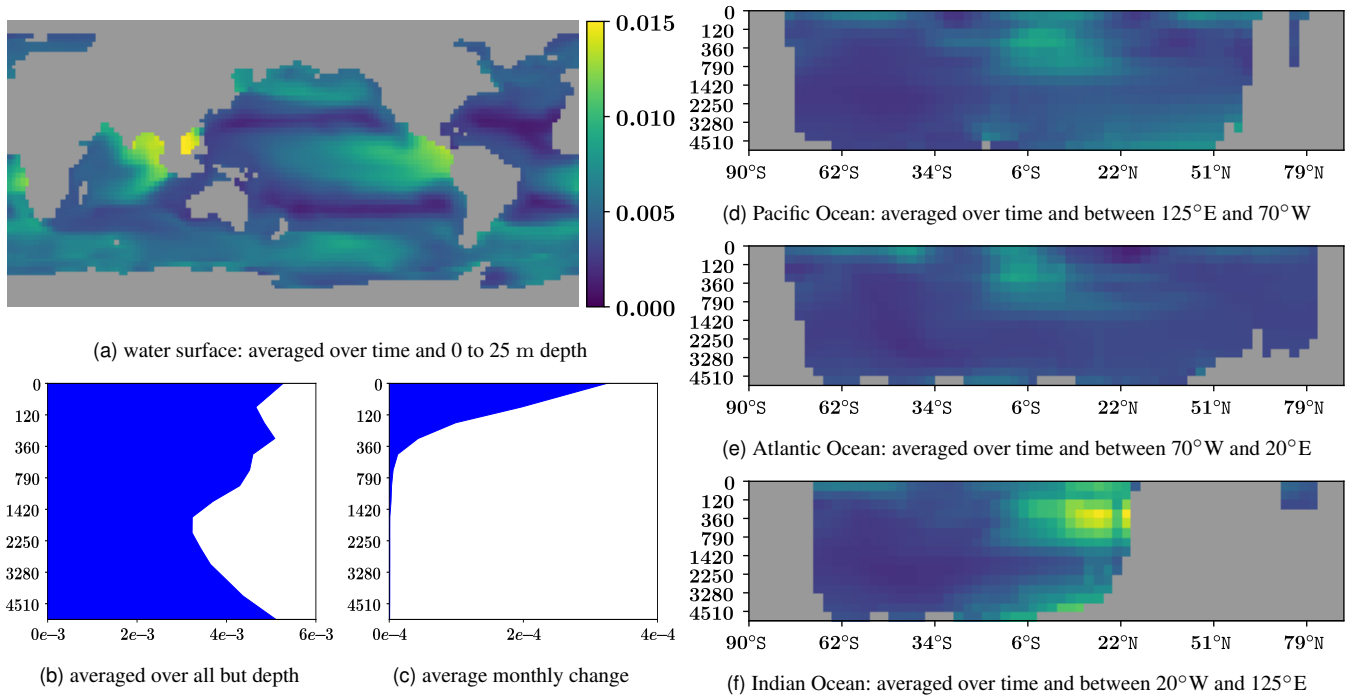 0.015
0.010
0.005
0.000
(a) water surface: averaged over time and 0 to 25 m depth
0
120
360
790
1420
2250
3280
4510
0e−3
2e−3
4e−3
6e−3
(b) averaged over all but depth
0
120
360
790
1420
2250
3280
4510
0e−4
2e−4
4e−4
(c) average monthly change
0
120
360
790
1420
2250
3280
4510
90°S
62°S
34°S
6°S
22°N
51°N
79°N
(d) Pacific Ocean: averaged over time and between 125°E and 70°W
0
120
360
790
1420
2250
3280
4510
90°S
62°S
34°S
6°S
22°N
51°N
79°N
(e) Atlantic Ocean: averaged over time and between 70°W and 20°E
0
120
360
790
1420
2250
3280
4510
90°S
62°S
34°S
6°S
22°N
51°N
79°N
(f) Indian Ocean: averaged over time and between 20°W and 125°E